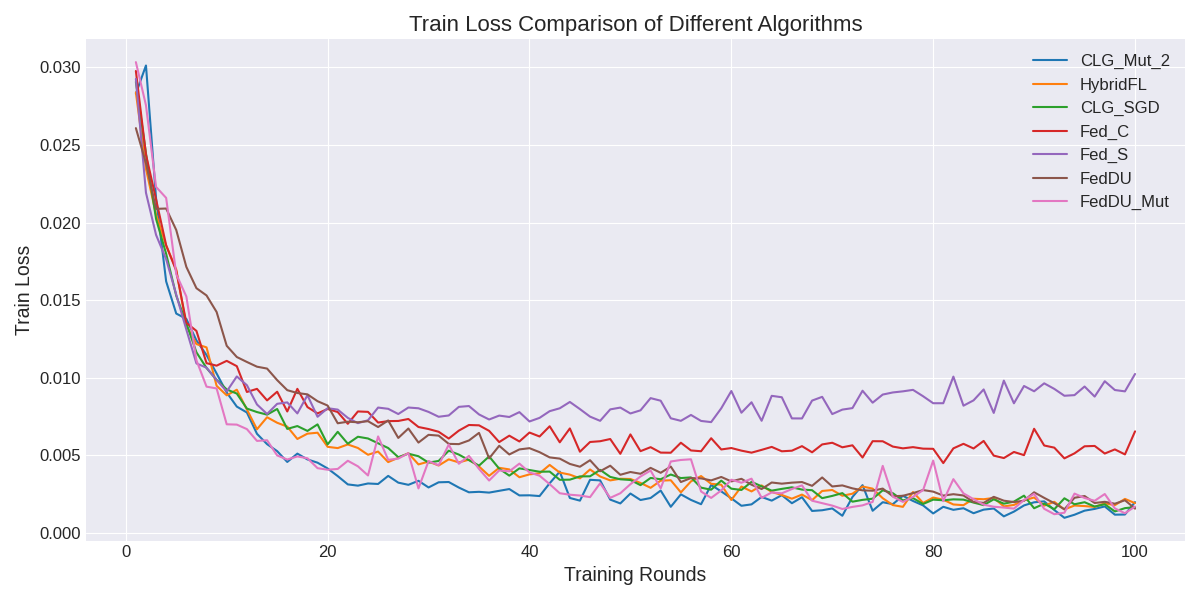 Train Loss Comparison of Different Algorithms
0.030
0.025
0.020
0.015
0.010
0.005
0.000
Train Loss
0 20 40 60 80 100
Training Rounds
CLG_Mut_2
HybridFL
CLG_SGD
Fed_C
Fed_S
FedDU
FedDU_Mut